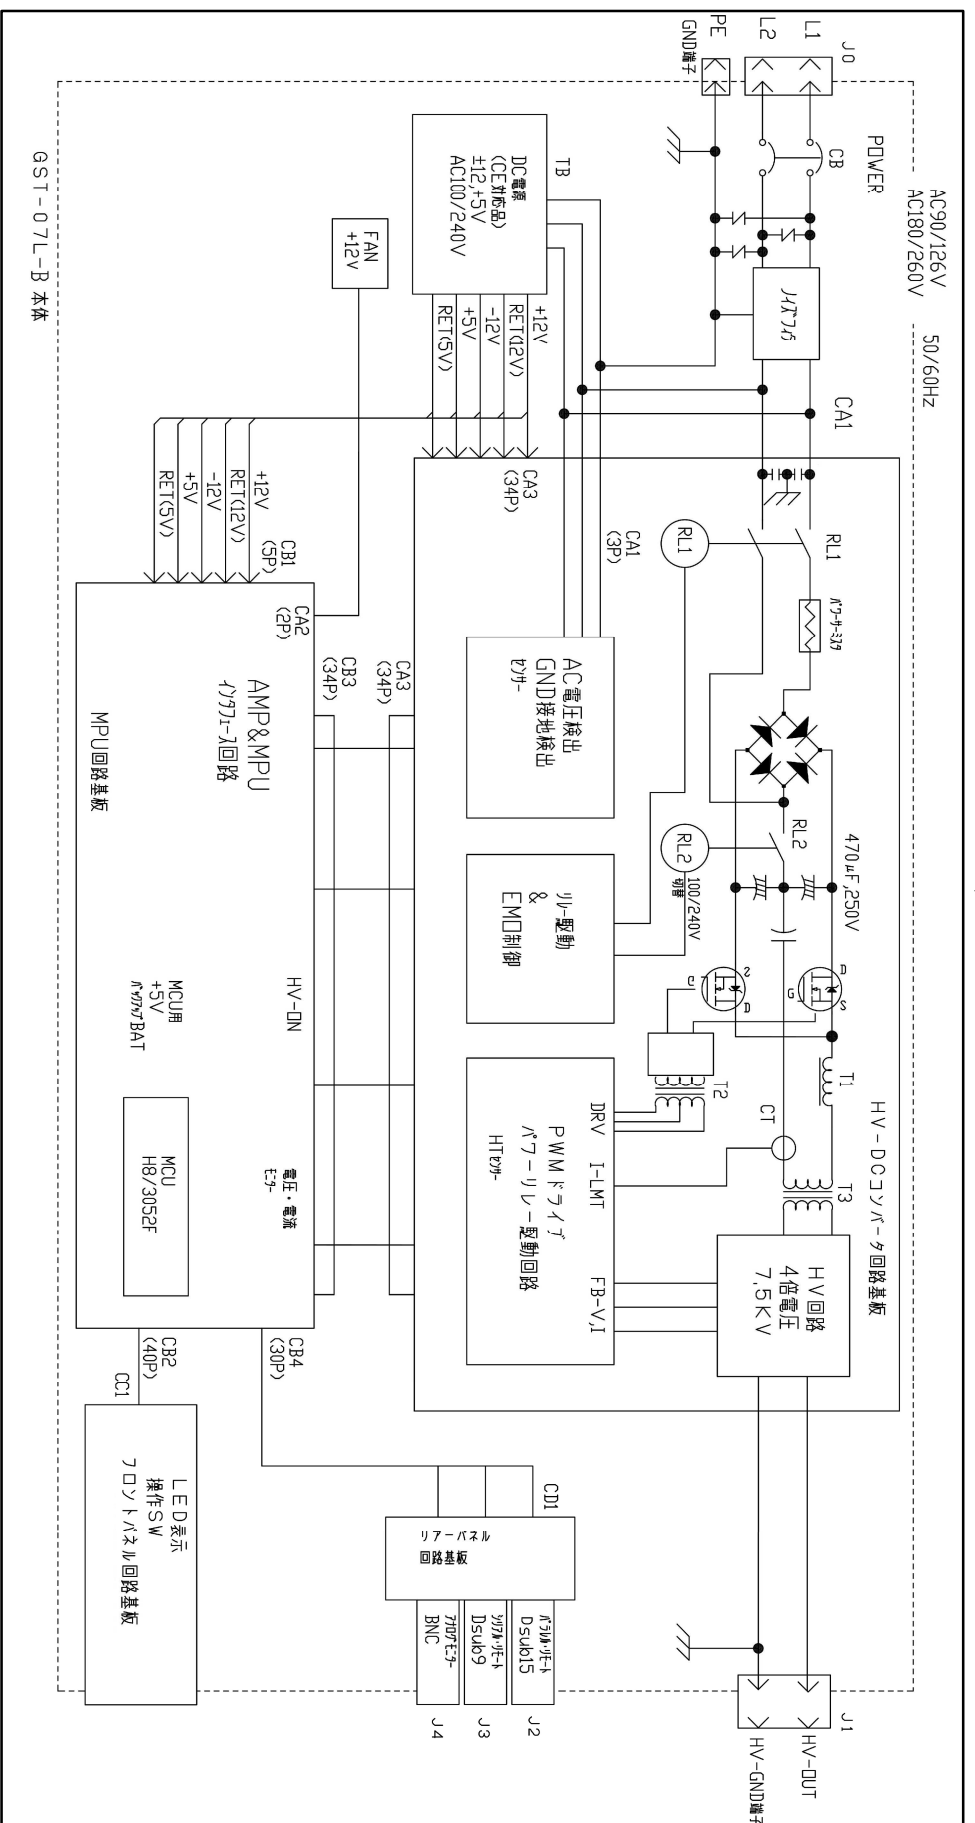 AC90/126V
AC180/260V
50/60Hz
POWER
J0
L1
L2
PE
GND端子
CB
ノイズフィルタ
CA1
TB
DC電源
(CE対応品)
±12,+5V
AC100/240V
FAN
+12V
+12V
RET(12V)
-12V
+5V
RET(5V)
CA3
(34P)
CA1
(3P)
+12V
RET(12V)
-12V
+5V
RET(5V)
CB1
(5P)
CA2
(2P)
CB3
(34P)
CA3
(34P)
HV-DCコンバータ回路基板
RL1
RL1
パワーサーミスタ
RL2
RL2
100/240V
切替
470μF,250V
D
G
S
S
G
D
T1
T2
CT
T3
HV回路
4倍電圧
7,5KV
AC電圧検出
GND接地検出
センサー
リレー駆動
&
EMO制御
DRV
I-LMT
FB-V,I
PWMドライブ
パワーリレー駆動回路
HTセンサー
AMP&MPU
インタフェース回路
MPU回路基板
HV-ON
MCU用
+5V
バックアップBAT
電圧・電流
モニター
MCU
H8/3052F
CB4
(30P)
CB2
(40P)
CC1
LED表示
操作SW
フロントパネル回路基板
CD1
リアーパネル
回路基板
パラレル・リモート
Dsub15
シリアル・リモート
Dsub9
アナログモニター
BNC
J2
J3
J4
J1
HV-OUT
HV-GND端子
GST-07L-B 本体